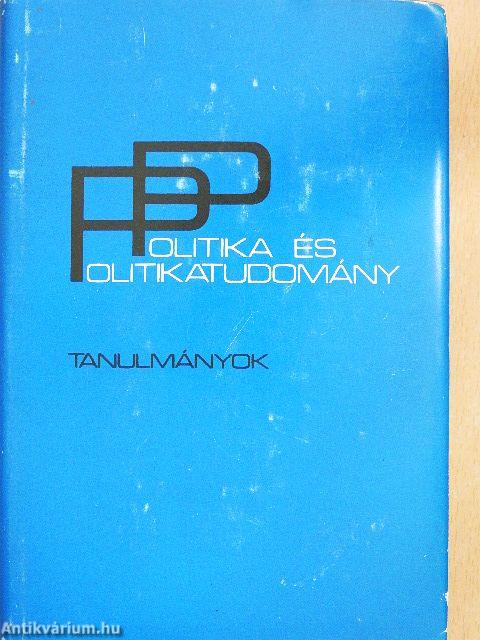 POLITIKA ÉS
POLITIKATUDOMÁNY
TANULMÁNYOK
Antikvárium.hu